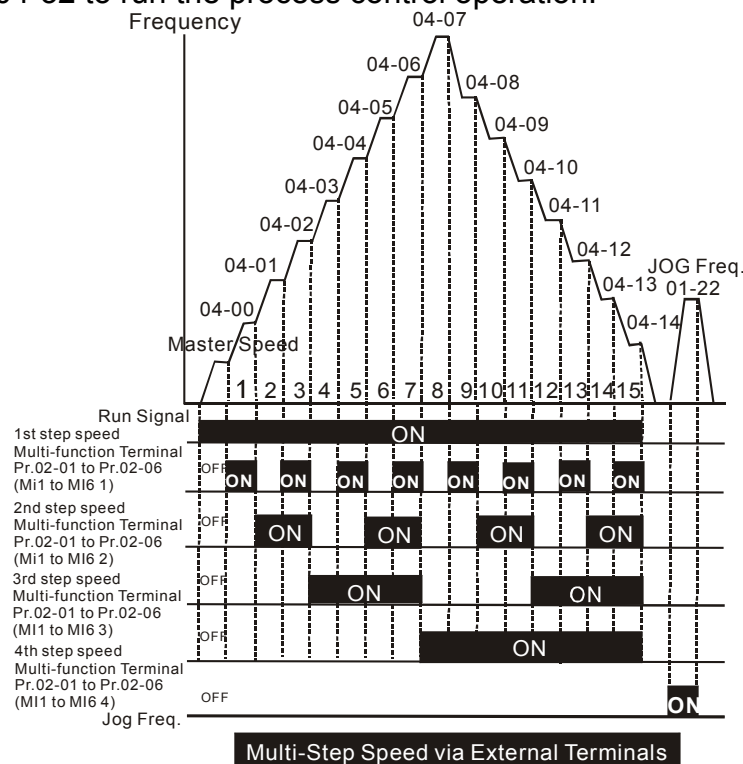 to run the process control operation.
Frequency
04-07
04-06
04-08
04-05
04-09
04-04
04-10
04-03
04-11
04-02
04-12
04-01
JOG Freq.
01-22
04-13
04-00
04-14
Master Speed
1 2 3 4 5 6 7 8 9 10 11 12 13 14 15
Run Signal
ON
1st step speed
Multi-function Terminal
Pr.02-01 to Pr.02-06
(Mi1 to MI6 1)
OFF
ON ON ON ON ON ON ON ON
2nd step speed
Multi-function Terminal
Pr.02-01 to Pr.02-06
(Mi1 to MI6 2)
OFF
ON ON ON ON
3rd step speed
Multi-function Terminal
Pr.02-01 to Pr.02-06
(MI1 to MI6 3)
OFF
ON ON
4th step speed
Multi-function Terminal
Pr.02-01 to Pr.02-06
(MI1 to MI6 4)
OFF
ON
Jog Freq.
OFF
ON
Multi-Step Speed via External Terminals